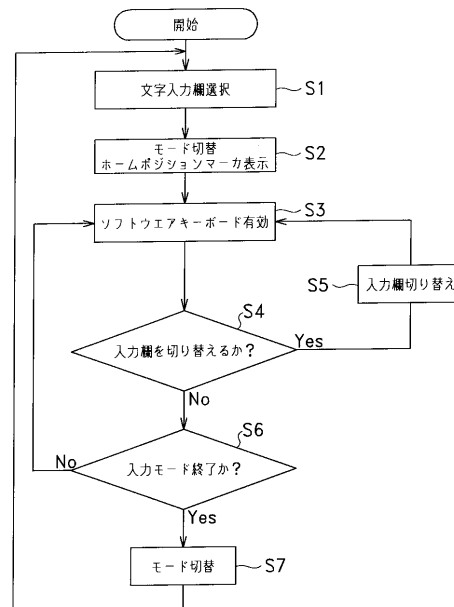 開始
文字入力欄選択
S1
モード切替
ホームポジションマーカ表示
S2
ソフトウエアキーボード有効
S3
入力欄切り替え
S5
入力欄を切り替えるか?
S4
Yes
No
入力モード終了か?
S6
No
Yes
モード切替
S7